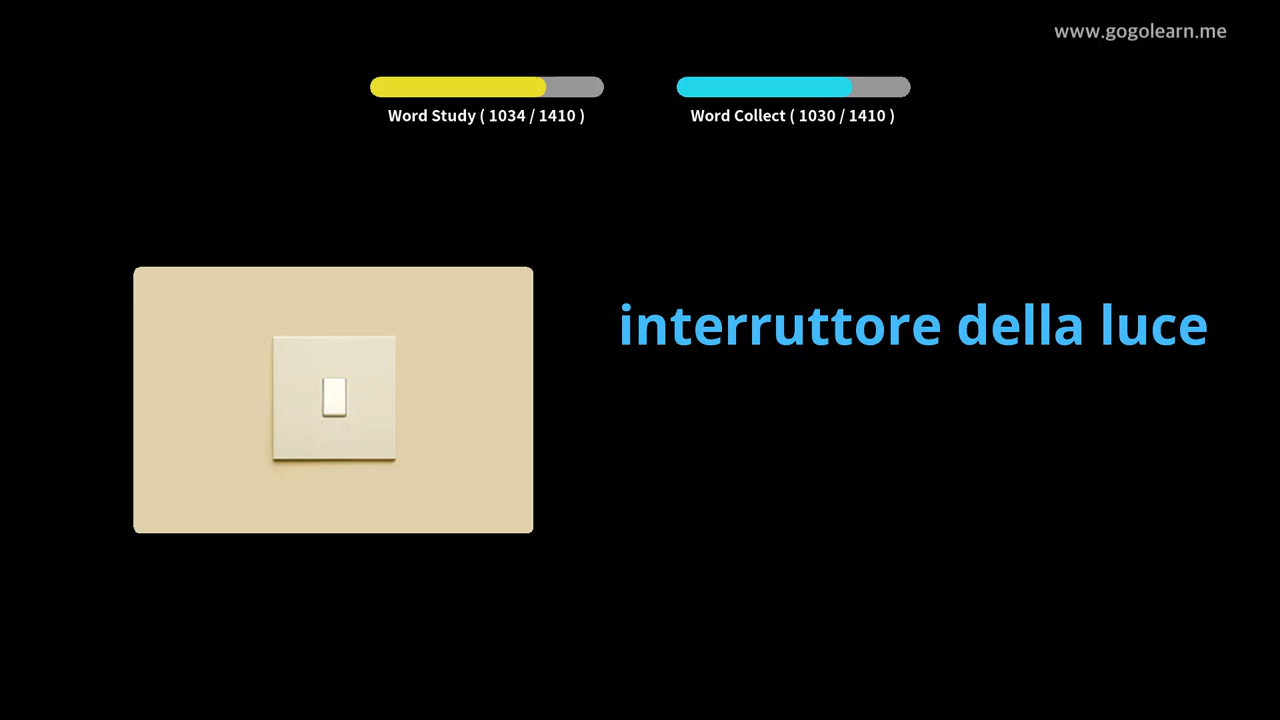 www.gogolearn.me
Word Study ( 1034 / 1410 )
Word Collect ( 1030 / 1410 )
interruttore della luce